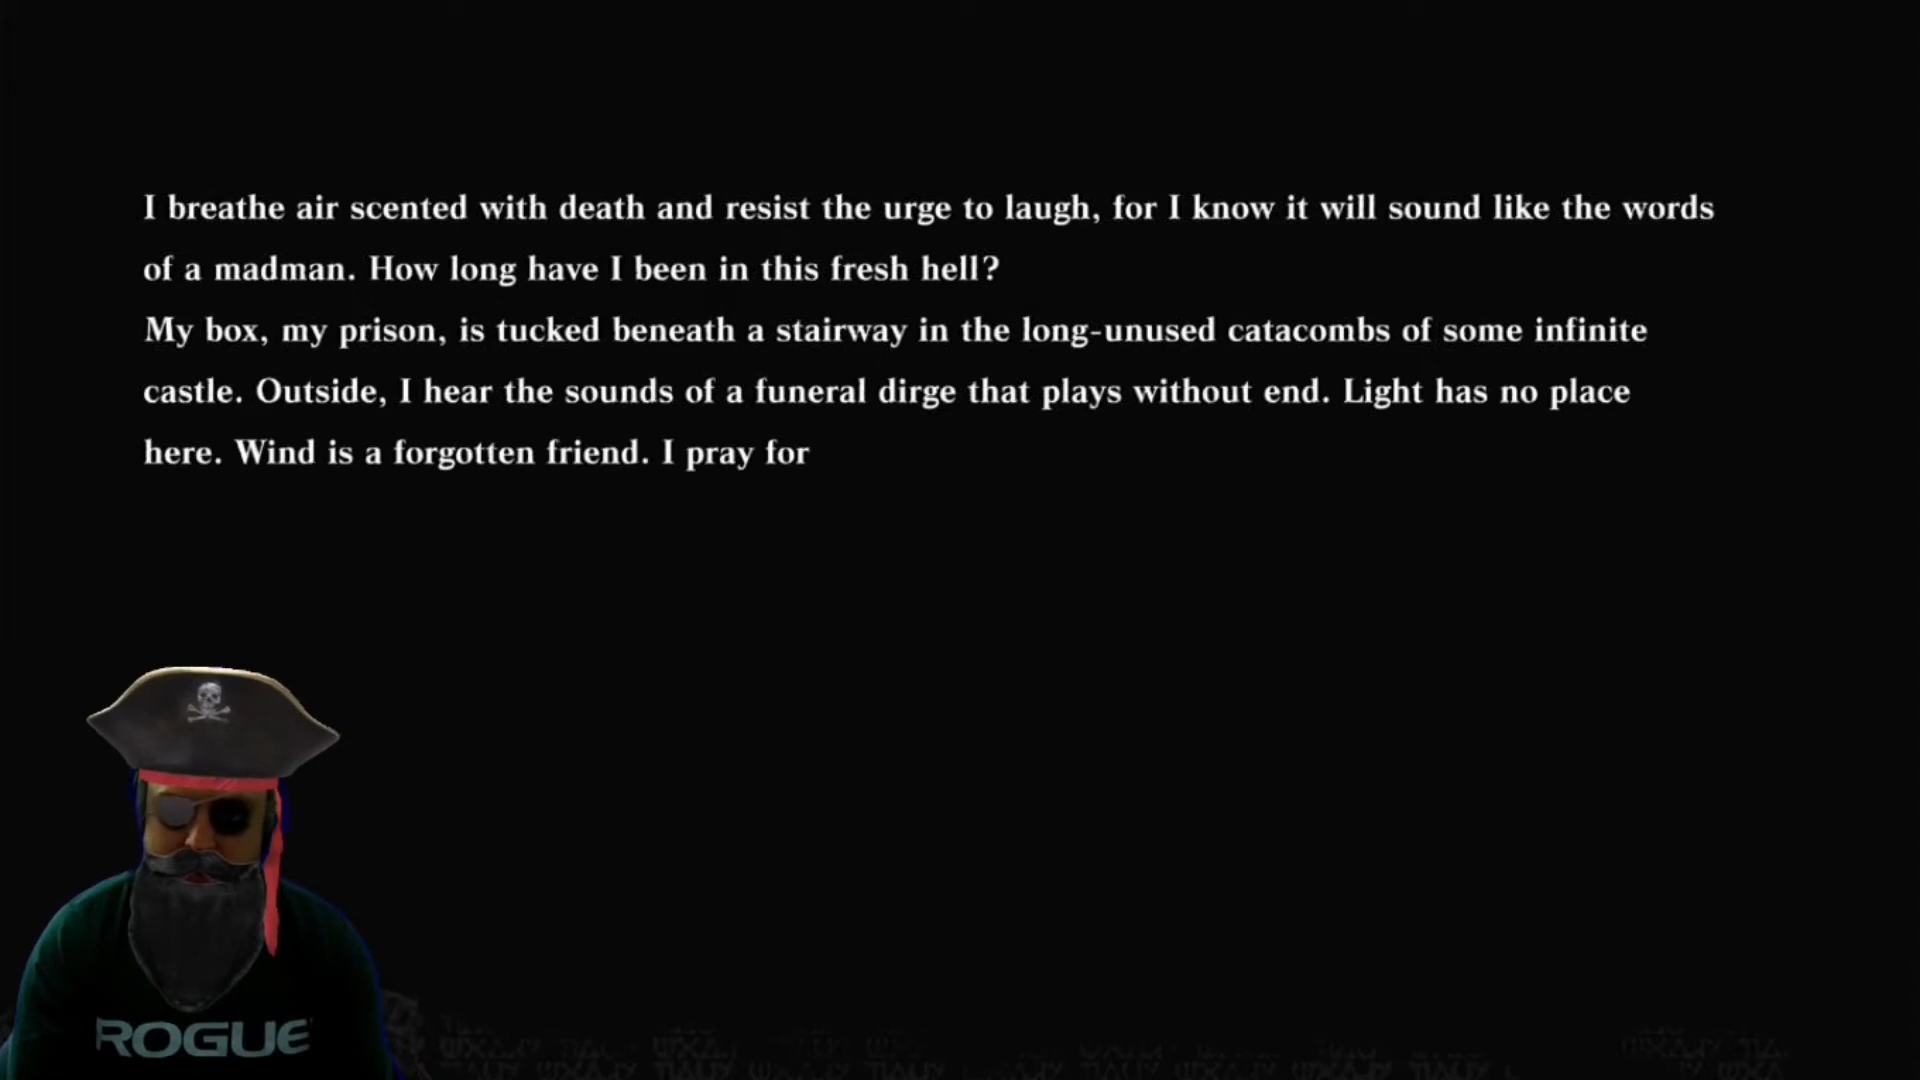 I breathe air scented with death and resist the urge to laugh, for I know it will sound like the words
of a madman. How long have I been in this fresh hell?
My box, my prison, is tucked beneath a stairway in the long-unused catacombs of some infinite
castle. Outside, I hear the sounds of a funeral dirge that plays without end. Light has no place
here. Wind is a forgotten friend. I pray for
ROGUE